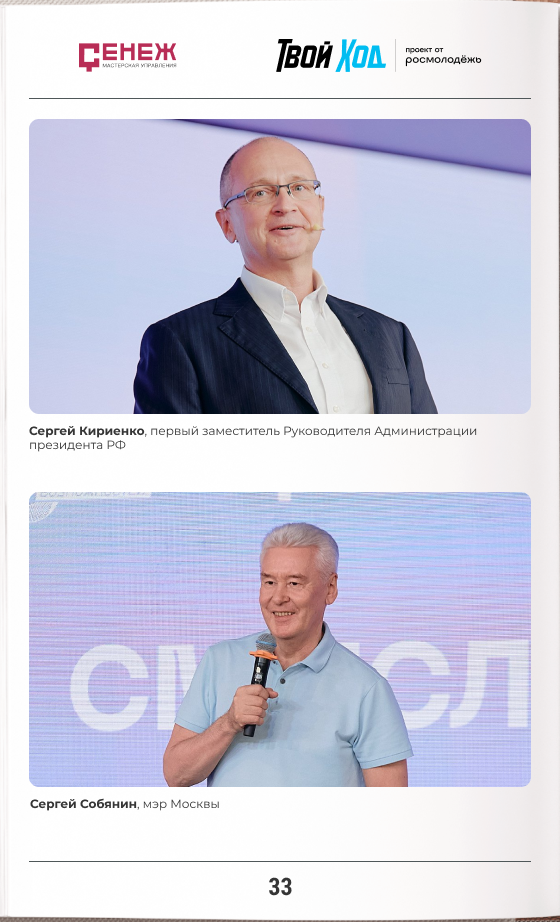 СЕНЕЖ
МАСТЕРСКАЯ УПРАВЛЕНИЯ
ТВОЙ ХОД
проект от
росмолодёжь
Сергей Кириенко, первый заместитель Руководителя Администрации
президента РФ
СМЫСЛ
Сергей Собянин, мэр Москвы
33